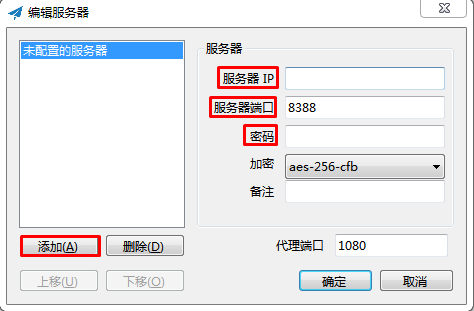 编辑服务器
未配置的服务器
服务器
服务器 IP
服务器端口 8388
密码
加密 aes-256-cfb
备注
添加(A) 删除(D)
代理端口 1080
上移(U) 下移(O)
确定 取消